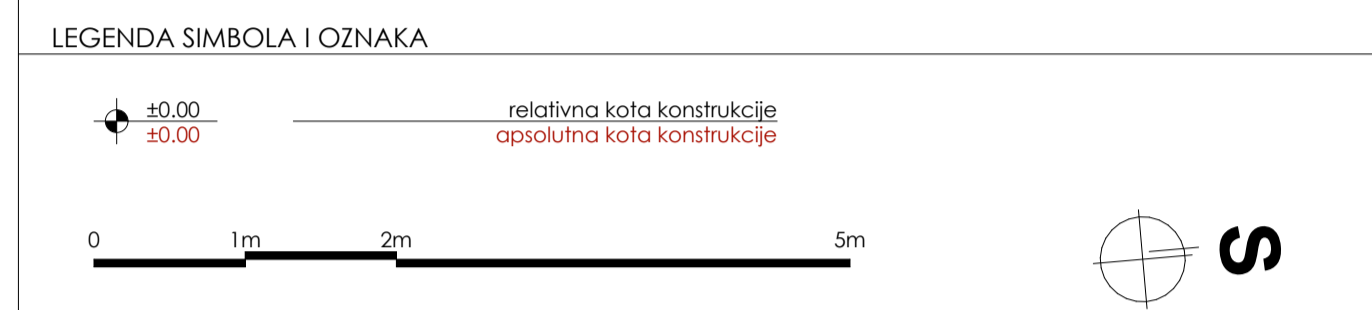 LEGENDA SIMBOLA I OZNAKA
±0.00 relativna kota konstrukcije
±0.00 apsolutna kota konstrukcije
0 1m 2m 5m
S